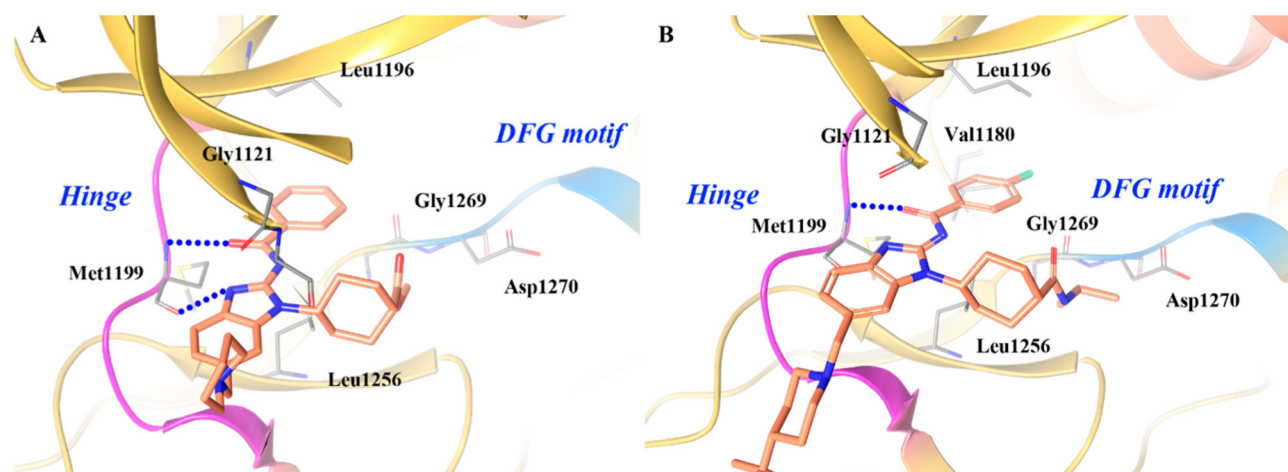 A
Leu1196
DFG motif
Gly1121
Hinge
Gly1269
Met1199
Asp1270
Leu1256
B
Leu1196
Gly1121
Val1180
Hinge
DFG motif
Met1199
Gly1269
Asp1270
Leu1256